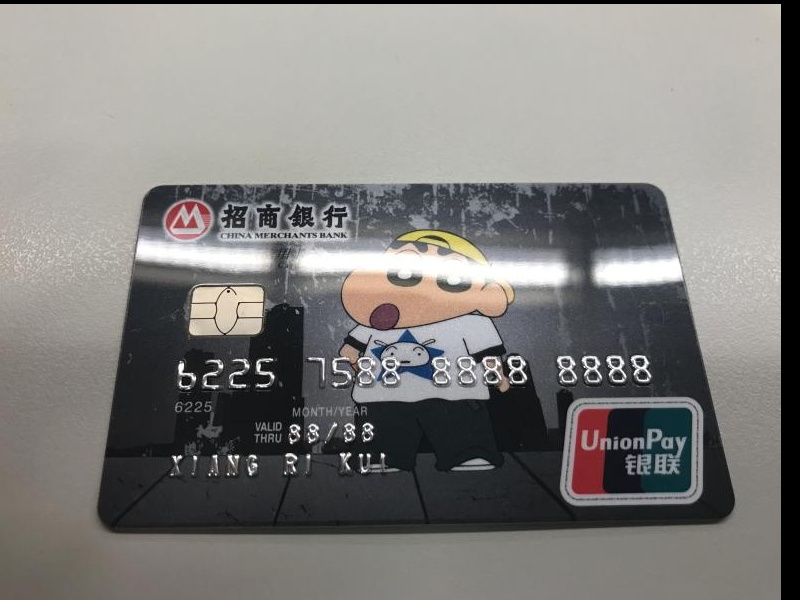 招商銀行
CHINA MERCHANTS BANK
6225 7588 8888 8888
6225
MONTH/YEAR
VALID THRU 88/88
XIANG RI KUI
UnionPay
银联